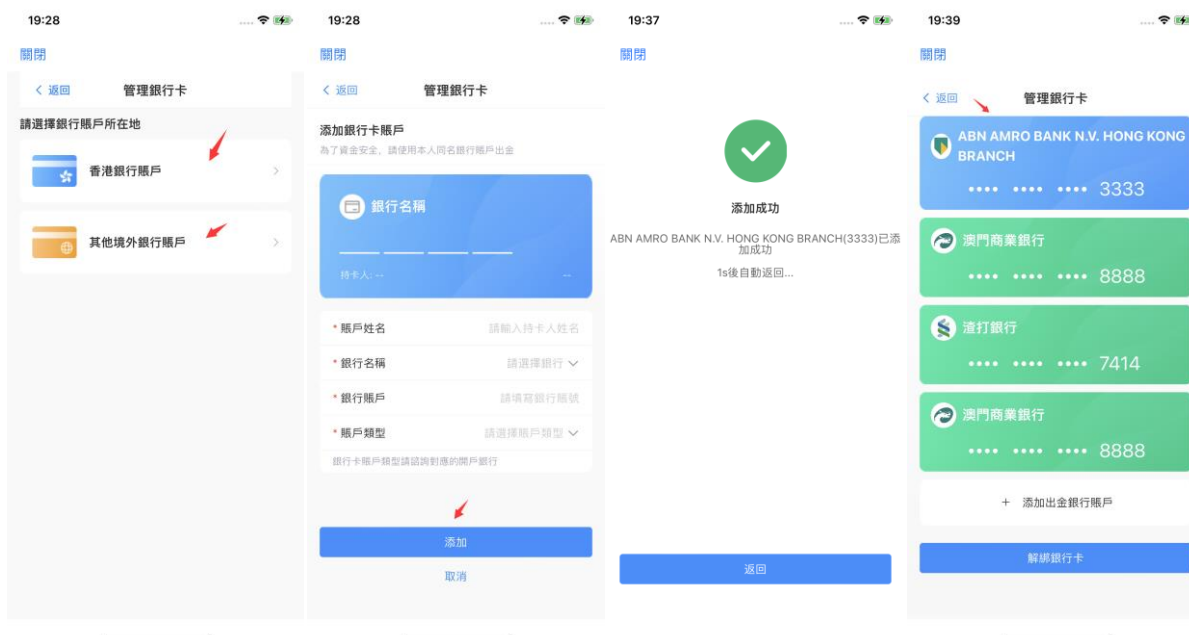 19:28
關閉
返回
管理銀行卡
請選擇銀行賬戶所在地
香港銀行賬戶
其他境外銀行賬戶
19:28
關閉
返回
管理銀行卡
添加銀行卡賬戶
為了資金安全，請使用本人同名銀行賬戶出金
銀行名稱
持卡人: --
--
* 賬戶姓名
請輸入持卡人姓名
* 銀行名稱
請選擇銀行
* 銀行賬戶
請填寫銀行賬號
* 賬戶類型
請選擇賬戶類型
銀行卡賬戶類型請諮詢對應的開戶銀行
添加
取消
19:37
關閉
添加成功
ABN AMRO BANK N.V. HONG KONG BRANCH(3333)已添
加成功
1s後自動返回...
返回
19:39
關閉
返回
管理銀行卡
ABN AMRO BANK N.V. HONG KONG
BRANCH
•••• •••• •••• 3333
澳門商業銀行
•••• •••• •••• 8888
渣打銀行
•••• •••• •••• 7414
澳門商業銀行
•••• •••• •••• 8888
+ 添加出金銀行賬戶
解綁銀行卡